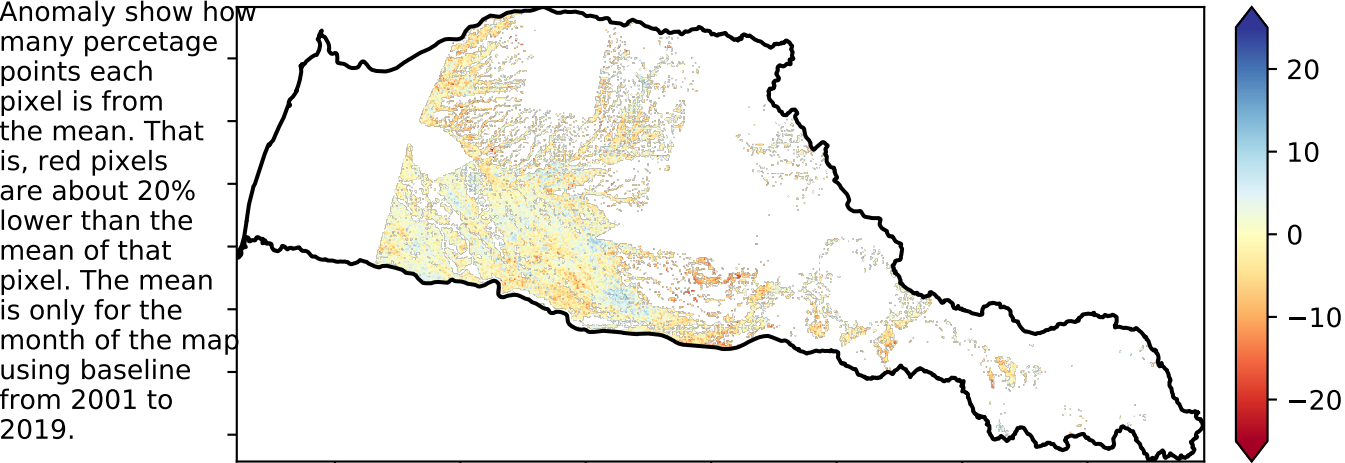 Anomaly show how
many percetage
points each
pixel is from
the mean. That
is, red pixels
are about 20%
lower than the
mean of that
pixel. The mean
is only for the
month of the map
using baseline
from 2001 to
2019.
20
10
0
−10
−20